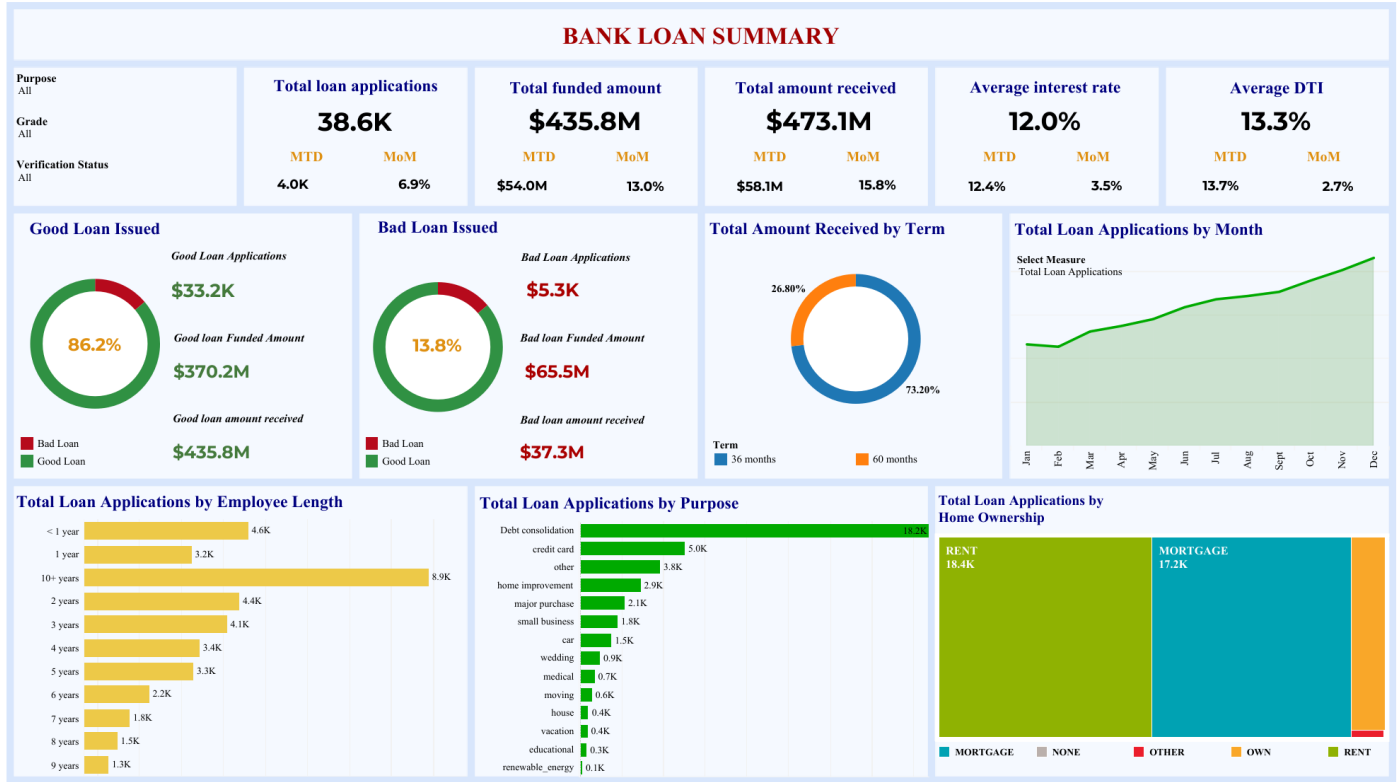 BANK LOAN SUMMARY
Purpose
All
Grade
All
Verification Status
All
Total loan applications
38.6K
MTD MoM
4.0K 6.9%
Total funded amount
$435.8M
MTD MoM
$54.0M 13.0%
Total amount received
$473.1M
MTD MoM
$58.1M 15.8%
Average interest rate
12.0%
MTD MoM
12.4% 3.5%
Average DTI
13.3%
MTD MoM
13.7% 2.7%
Good Loan Issued
86.2%
Good Loan Applications
$33.2K
Good loan Funded Amount
$370.2M
Good loan amount received
$435.8M
Bad Loan
Good Loan
Bad Loan Issued
13.8%
Bad Loan Applications
$5.3K
Bad loan Funded Amount
$65.5M
Bad loan amount received
$37.3M
Bad Loan
Good Loan
Total Amount Received by Term
26.80%
73.20%
Term
36 months 60 months
Total Loan Applications by Month
Select Measure
Total Loan Applications
Jan Feb Mar Apr May Jun Jul Aug Sept Oct Nov Dec
Total Loan Applications by Employee Length
< 1 year 4.6K
1 year 3.2K
10+ years 8.9K
2 years 4.4K
3 years 4.1K
4 years 3.4K
5 years 3.3K
6 years 2.2K
7 years 1.8K
8 years 1.5K
9 years 1.3K
Total Loan Applications by Purpose
Debt consolidation 18.2K
credit card 5.0K
other 3.8K
home improvement 2.9K
major purchase 2.1K
small business 1.8K
car 1.5K
wedding 0.9K
medical 0.7K
moving 0.6K
house 0.4K
vacation 0.4K
educational 0.3K
renewable_energy 0.1K
Total Loan Applications by
Home Ownership
RENT
18.4K
MORTGAGE
17.2K
MORTGAGE NONE OTHER OWN RENT